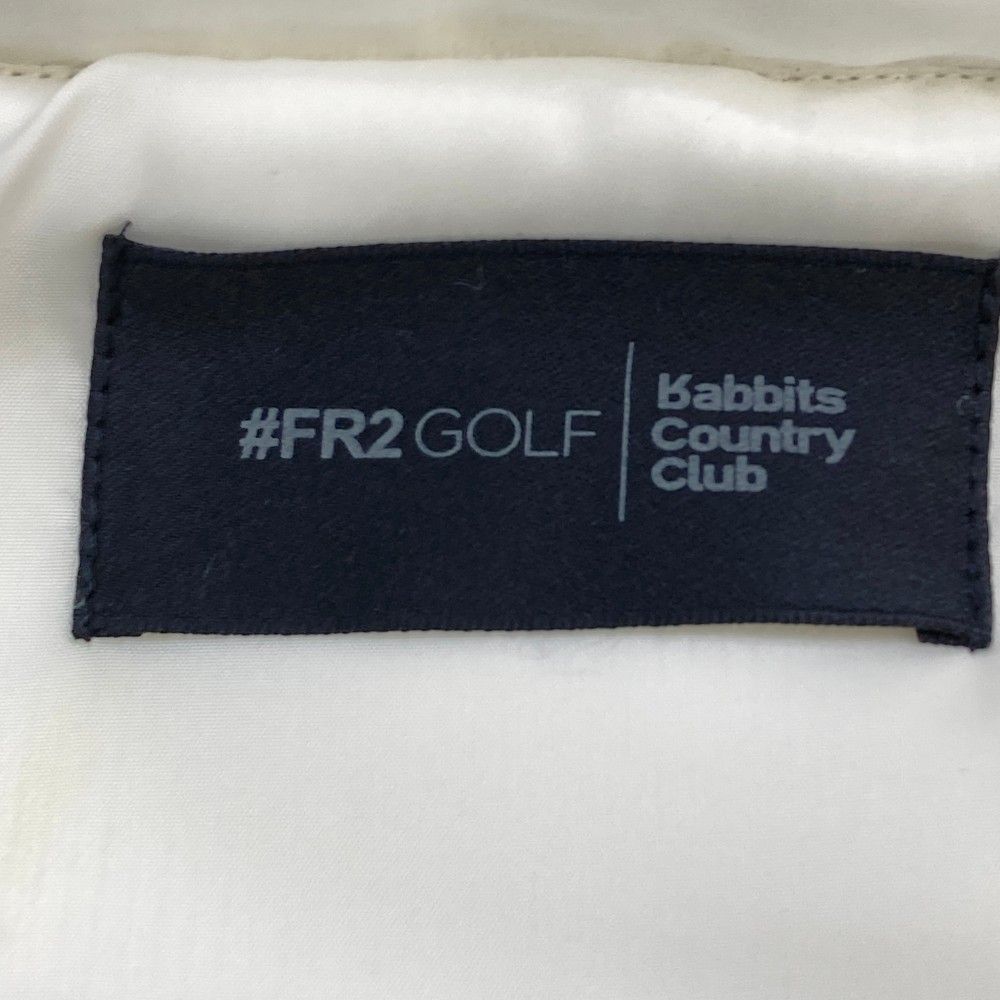 #FR2 GOLF
Rabbits
Country
Club